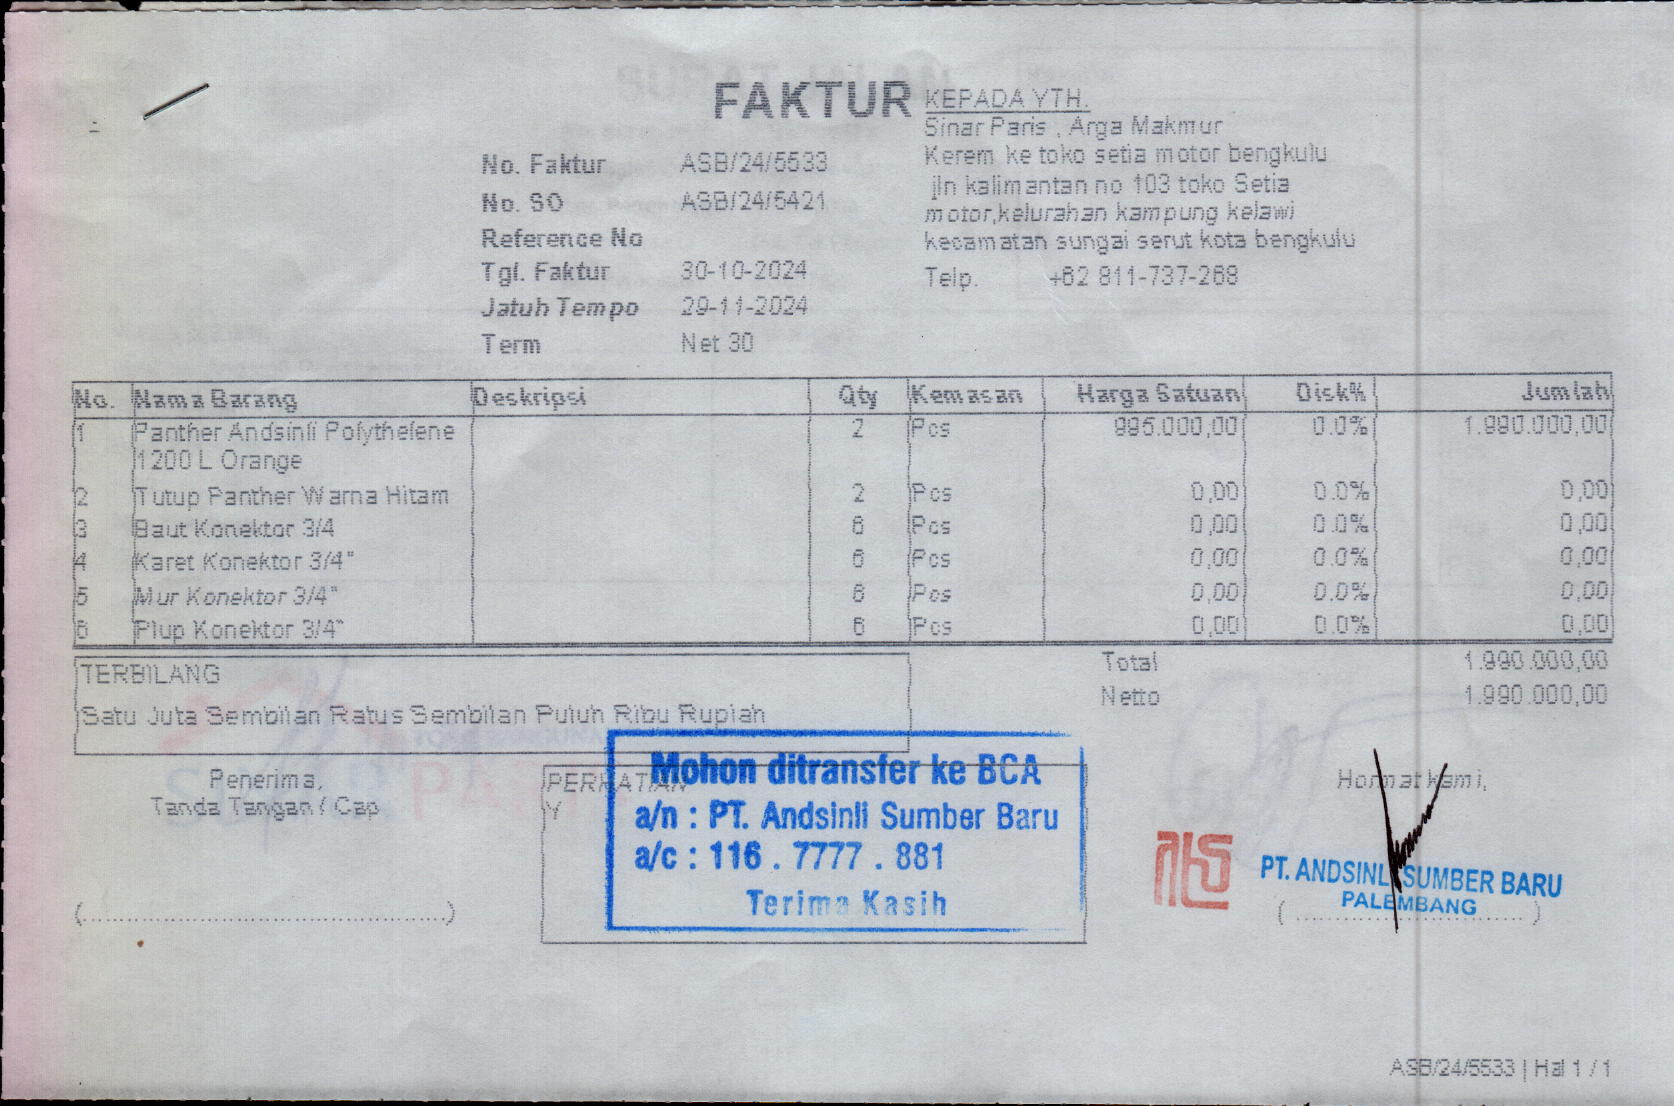 FAKTUR
No. Faktur ASB/24/5533
No. SO ASB/24/5421
Reference No
Tgl. Faktur 30-10-2024
Jatuh Tempo 29-11-2024
Term Net 30
KEPADA YTH.
Sinar Paris , Arga Makmur
Kerem ke toko setia motor bengkulu
jln kalimantan no 103 toko Setia
motor,kelurahan kampung kelawi
kecamatan sungai serut kota bengkulu
Telp. +62 811-737-268
No. Nama Barang Deskripsi Qty Kemasan Harga Satuan Disk% Jumlah
1 Panther Andsinli Polythelene 2 Pcs 995.000,00 0.0% 1.990.000,00
1200 L Orange
2 Tutup Panther Warna Hitam 2 Pcs 0,00 0.0% 0,00
3 Baut Konektor 3/4 6 Pcs 0,00 0.0% 0,00
4 Karet Konektor 3/4" 6 Pcs 0,00 0.0% 0,00
5 Mur Konektor 3/4" 6 Pcs 0,00 0.0% 0,00
6 Plup Konektor 3/4" 6 Pcs 0,00 0.0% 0,00
TERBILANG
Satu Juta Sembilan Ratus Sembilan Puluh Ribu Rupiah
Total 1.990.000,00
Netto 1.990.000,00
Penerima,
Tanda Tangan / Cap
(........................................)
PERHATIAN
Y
Mohon ditransfer ke BCA
a/n : PT. Andsinli Sumber Baru
a/c : 116 . 7777 . 881
Terima Kasih
Hormat kami,
PT. ANDSINLI SUMBER BARU
PALEMBANG
( ............................ )
ASB/24/5533 | Hal 1 / 1